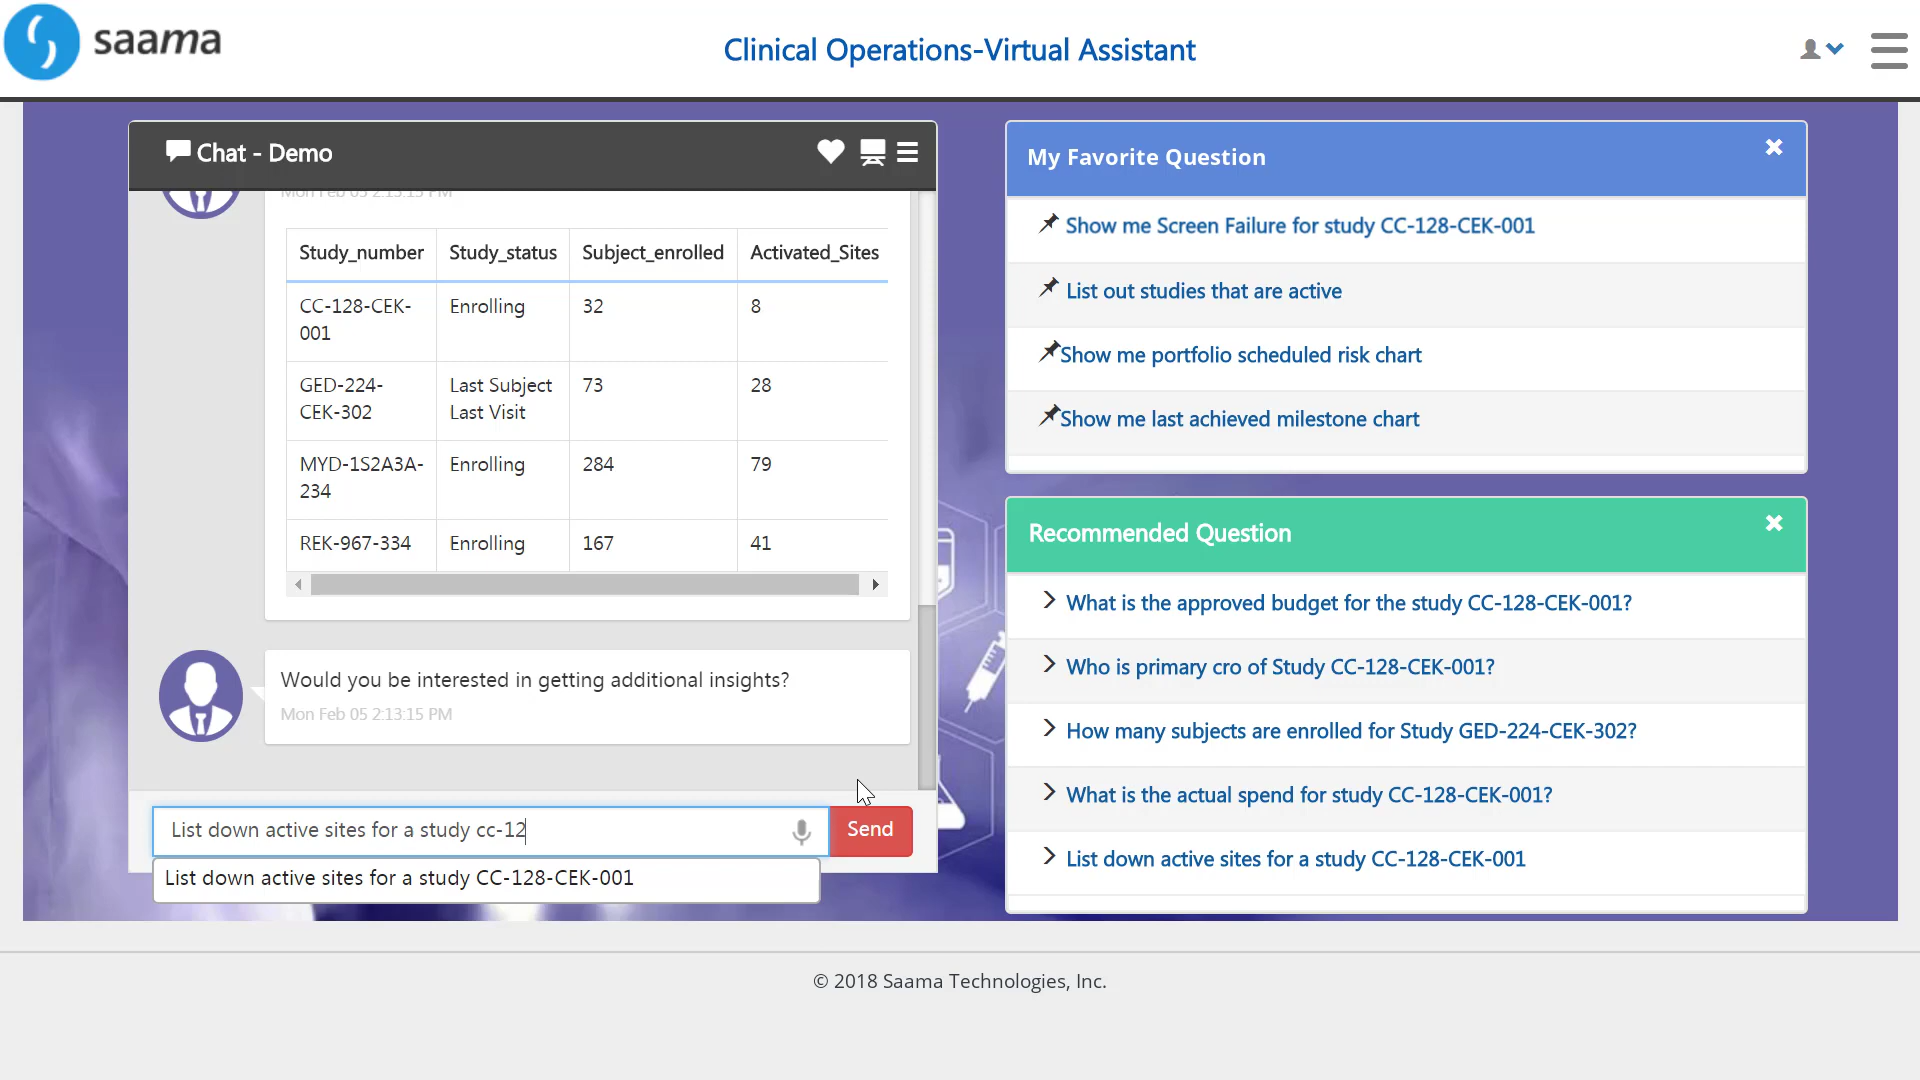 saama
Clinical Operations-Virtual Assistant
Chat - Demo
Mon Feb 05 2:13:15 PM
Study_number Study_status Subject_enrolled Activated_Sites
CC-128-CEK- Enrolling 32 8
001
GED-224- Last Subject 73 28
CEK-302 Last Visit
MYD-1S2A3A- Enrolling 284 79
234
REK-967-334 Enrolling 167 41
Would you be interested in getting additional insights?
Mon Feb 05 2:13:15 PM
List down active sites for a study cc-12
Send
List down active sites for a study CC-128-CEK-001
My Favorite Question
Show me Screen Failure for study CC-128-CEK-001
List out studies that are active
Show me portfolio scheduled risk chart
Show me last achieved milestone chart
Recommended Question
What is the approved budget for the study CC-128-CEK-001?
Who is primary cro of Study CC-128-CEK-001?
How many subjects are enrolled for Study GED-224-CEK-302?
What is the actual spend for study CC-128-CEK-001?
List down active sites for a study CC-128-CEK-001
© 2018 Saama Technologies, Inc.